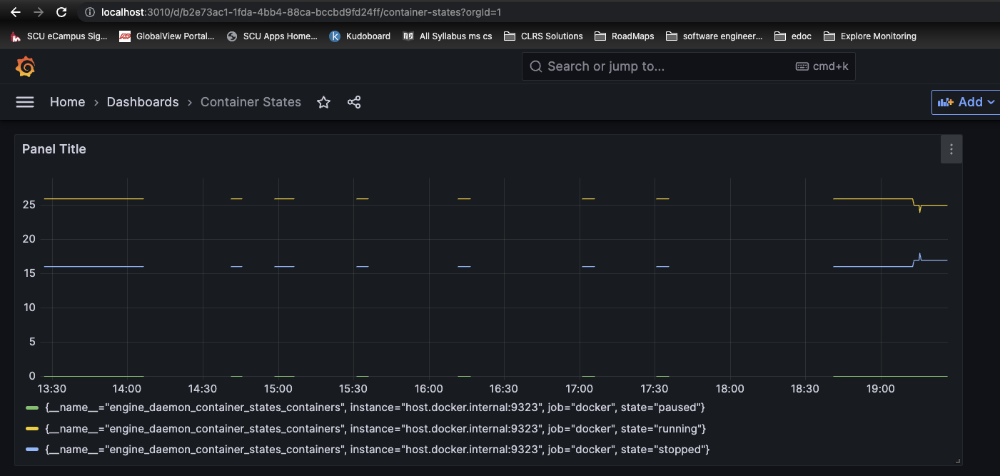 localhost:3010/d/b2e73ac1-1fda-4bb4-88ca-bccbd9fd24ff/container-states?orgId=1
SCU eCampus Sig... GlobalView Portal... SCU Apps Home... Kudoboard All Syllabus ms cs CLRS Solutions RoadMaps software engineer... edoc Explore Monitoring
Search or jump to... cmd+k
Home › Dashboards › Container States Add
Panel Title
25
20
15
10
5
0
13:30 14:00 14:30 15:00 15:30 16:00 16:30 17:00 17:30 18:00 18:30 19:00
{__name__="engine_daemon_container_states_containers", instance="host.docker.internal:9323", job="docker", state="paused"}
{__name__="engine_daemon_container_states_containers", instance="host.docker.internal:9323", job="docker", state="running"}
{__name__="engine_daemon_container_states_containers", instance="host.docker.internal:9323", job="docker", state="stopped"}